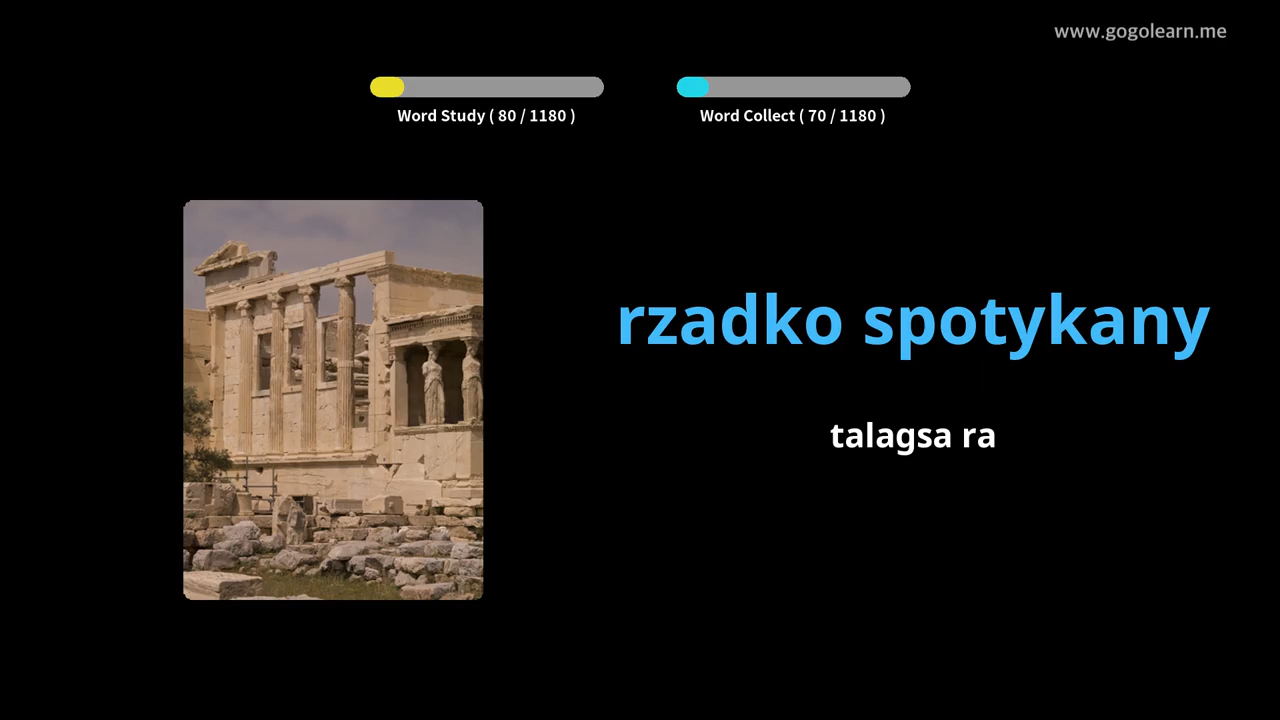 www.gogolearn.me
Word Study ( 80 / 1180 )
Word Collect ( 70 / 1180 )
rzadko spotykany
talagsa ra